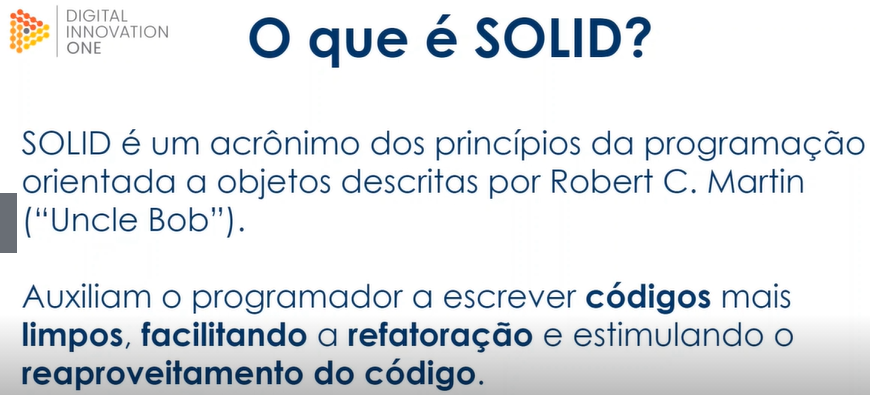 DIGITAL
INNOVATION
ONE
O que é SOLID?
SOLID é um acrônimo dos princípios da programação
orientada a objetos descritas por Robert C. Martin
(“Uncle Bob”).
Auxiliam o programador a escrever códigos mais
limpos, facilitando a refatoração e estimulando o
reaproveitamento do código.